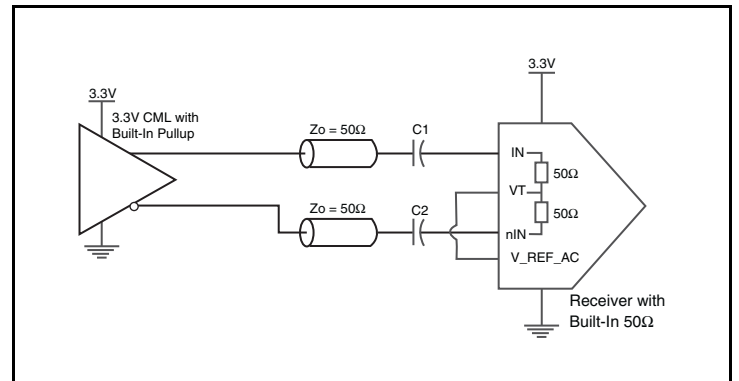 3.3V
3.3V
3.3V CML with
Built-In Pullup
Zo = 50Ω
C1
IN
50Ω
VT
Zo = 50Ω
C2
50Ω
nIN
V_REF_AC
Receiver with
Built-In 50Ω